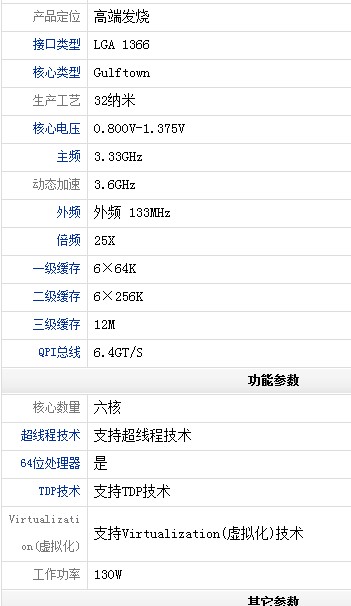 产品定位 高端发烧
接口类型 LGA 1366
核心类型 Gulftown
生产工艺 32纳米
核心电压 0.800V-1.375V
主频 3.33GHz
动态加速 3.6GHz
外频 外频 133MHz
倍频 25X
一级缓存 6×64K
二级缓存 6×256K
三级缓存 12M
QPI总线 6.4GT/S
功能参数
核心数量 六核
超线程技术 支持超线程技术
64位处理器 是
TDP技术 支持TDP技术
Virtualizati
on(虚拟化) 支持Virtualization(虚拟化)技术
工作功率 130W
其它参数